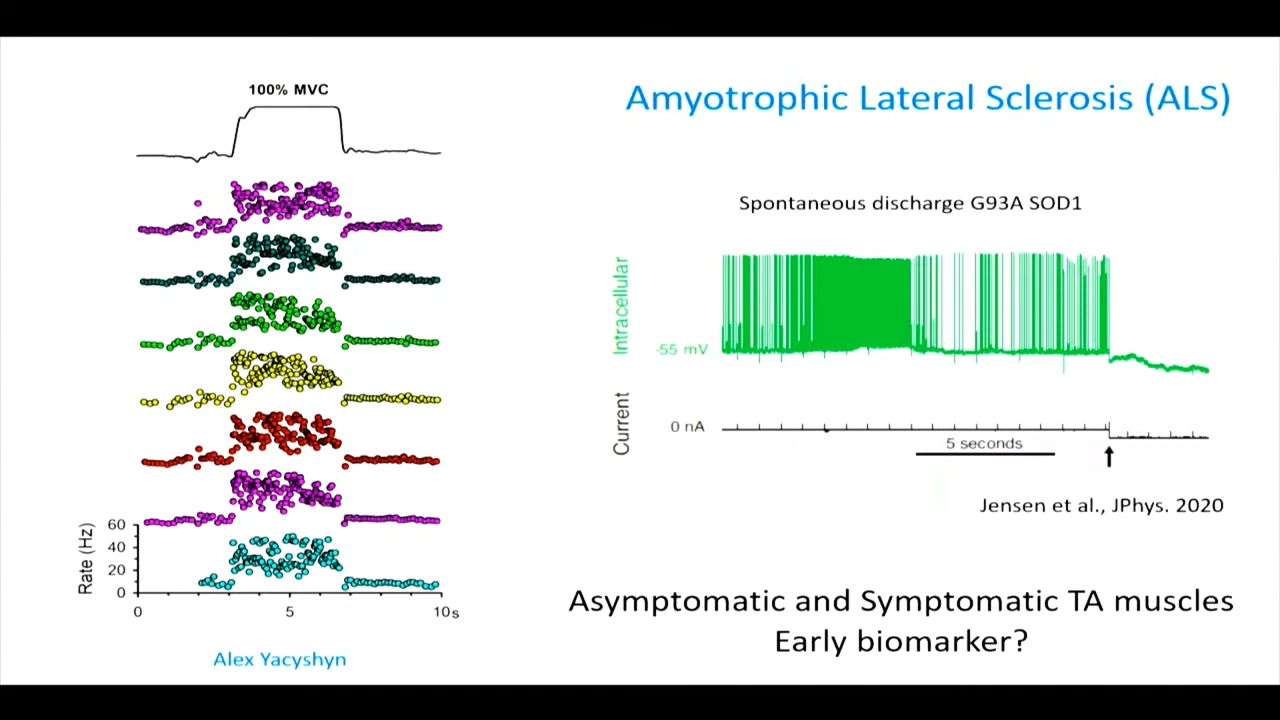 Amyotrophic Lateral Sclerosis (ALS)
100% MVC
Rate (Hz)
60
40
20
0
0 5 10s
Alex Yacyshyn
Spontaneous discharge G93A SOD1
Intracellular
-55 mV
Current
0 nA
5 seconds
Jensen et al., JPhys. 2020
Asymptomatic and Symptomatic TA muscles
Early biomarker?